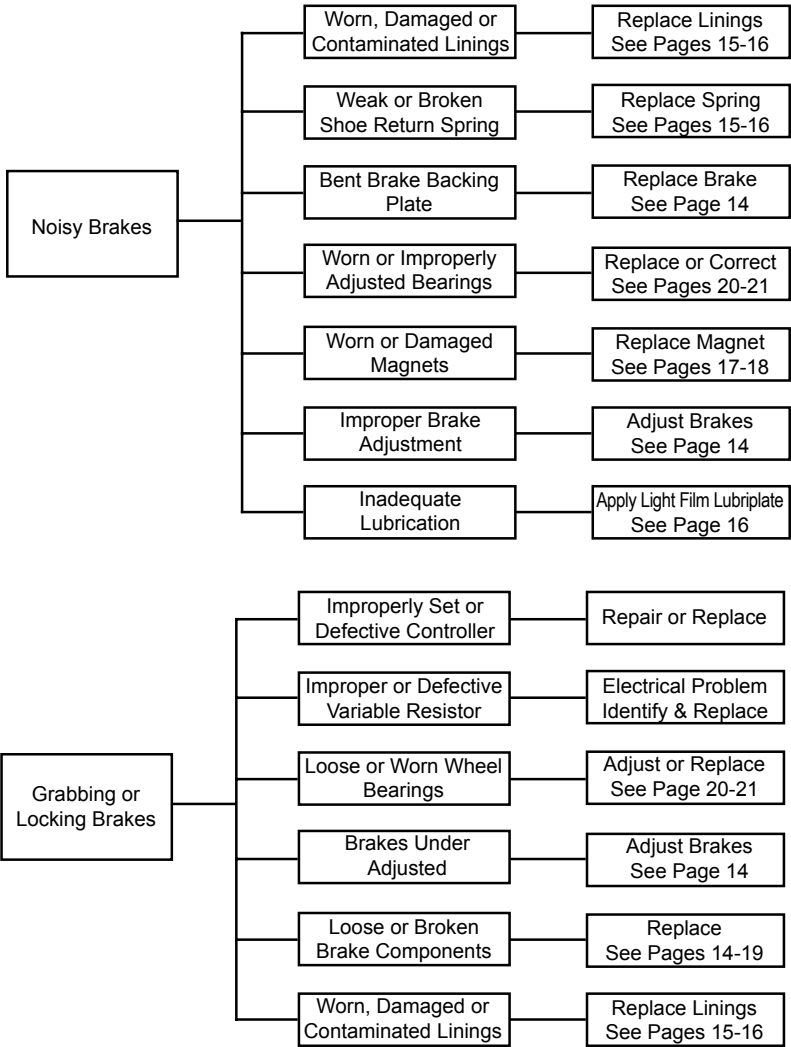 Noisy Brakes
Worn, Damaged or
Contaminated Linings
Replace Linings
See Pages 15-16
Weak or Broken
Shoe Return Spring
Replace Spring
See Pages 15-16
Bent Brake Backing
Plate
Replace Brake
See Page 14
Worn or Improperly
Adjusted Bearings
Replace or Correct
See Pages 20-21
Worn or Damaged
Magnets
Replace Magnet
See Pages 17-18
Improper Brake
Adjustment
Adjust Brakes
See Page 14
Inadequate
Lubrication
Apply Light Film Lubriplate
See Page 16
Grabbing or
Locking Brakes
Improperly Set or
Defective Controller
Repair or Replace
Improper or Defective
Variable Resistor
Electrical Problem
Identify & Replace
Loose or Worn Wheel
Bearings
Adjust or Replace
See Page 20-21
Brakes Under
Adjusted
Adjust Brakes
See Page 14
Loose or Broken
Brake Components
Replace
See Pages 14-19
Worn, Damaged or
Contaminated Linings
Replace Linings
See Pages 15-16